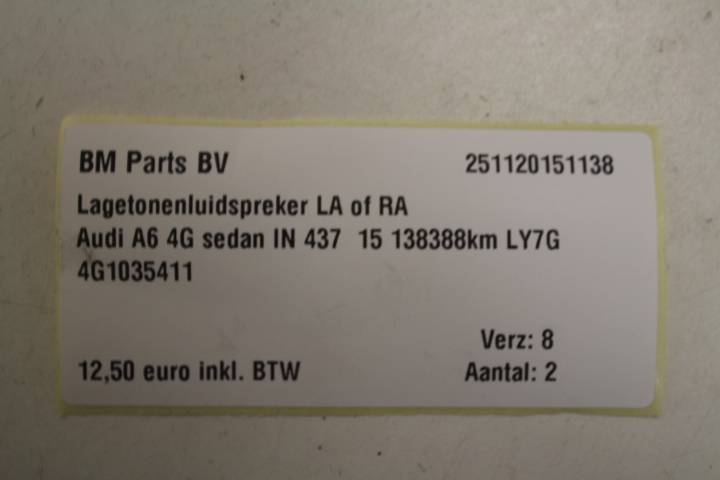 BM Parts BV 251120151138
Lagetonenluidspreker LA of RA
Audi A6 4G sedan IN 437 15 138388km LY7G
4G1035411
Verz: 8
12,50 euro inkl. BTW Aantal: 2